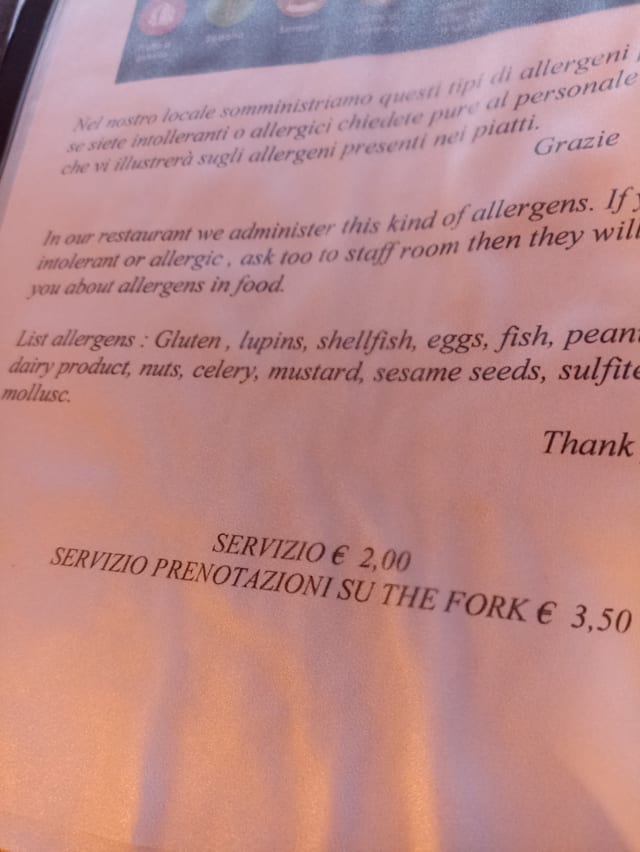 Nel nostro locale somministriamo questi tipi di allergeni
se siete intolleranti o allergici chiedete pure al personale
che vi illustrerà sugli allergeni presenti nei piatti.
Grazie
In our restaurant we administer this kind of allergens. If
intolerant or allergic , ask too to staff room then they will
you about allergens in food.
List allergens : Gluten , lupins, shellfish, eggs, fish, pean
dairy product, nuts, celery, mustard, sesame seeds, sulfite
mollusc.
Thank
SERVIZIO € 2,00
SERVIZIO PRENOTAZIONI SU THE FORK € 3,50